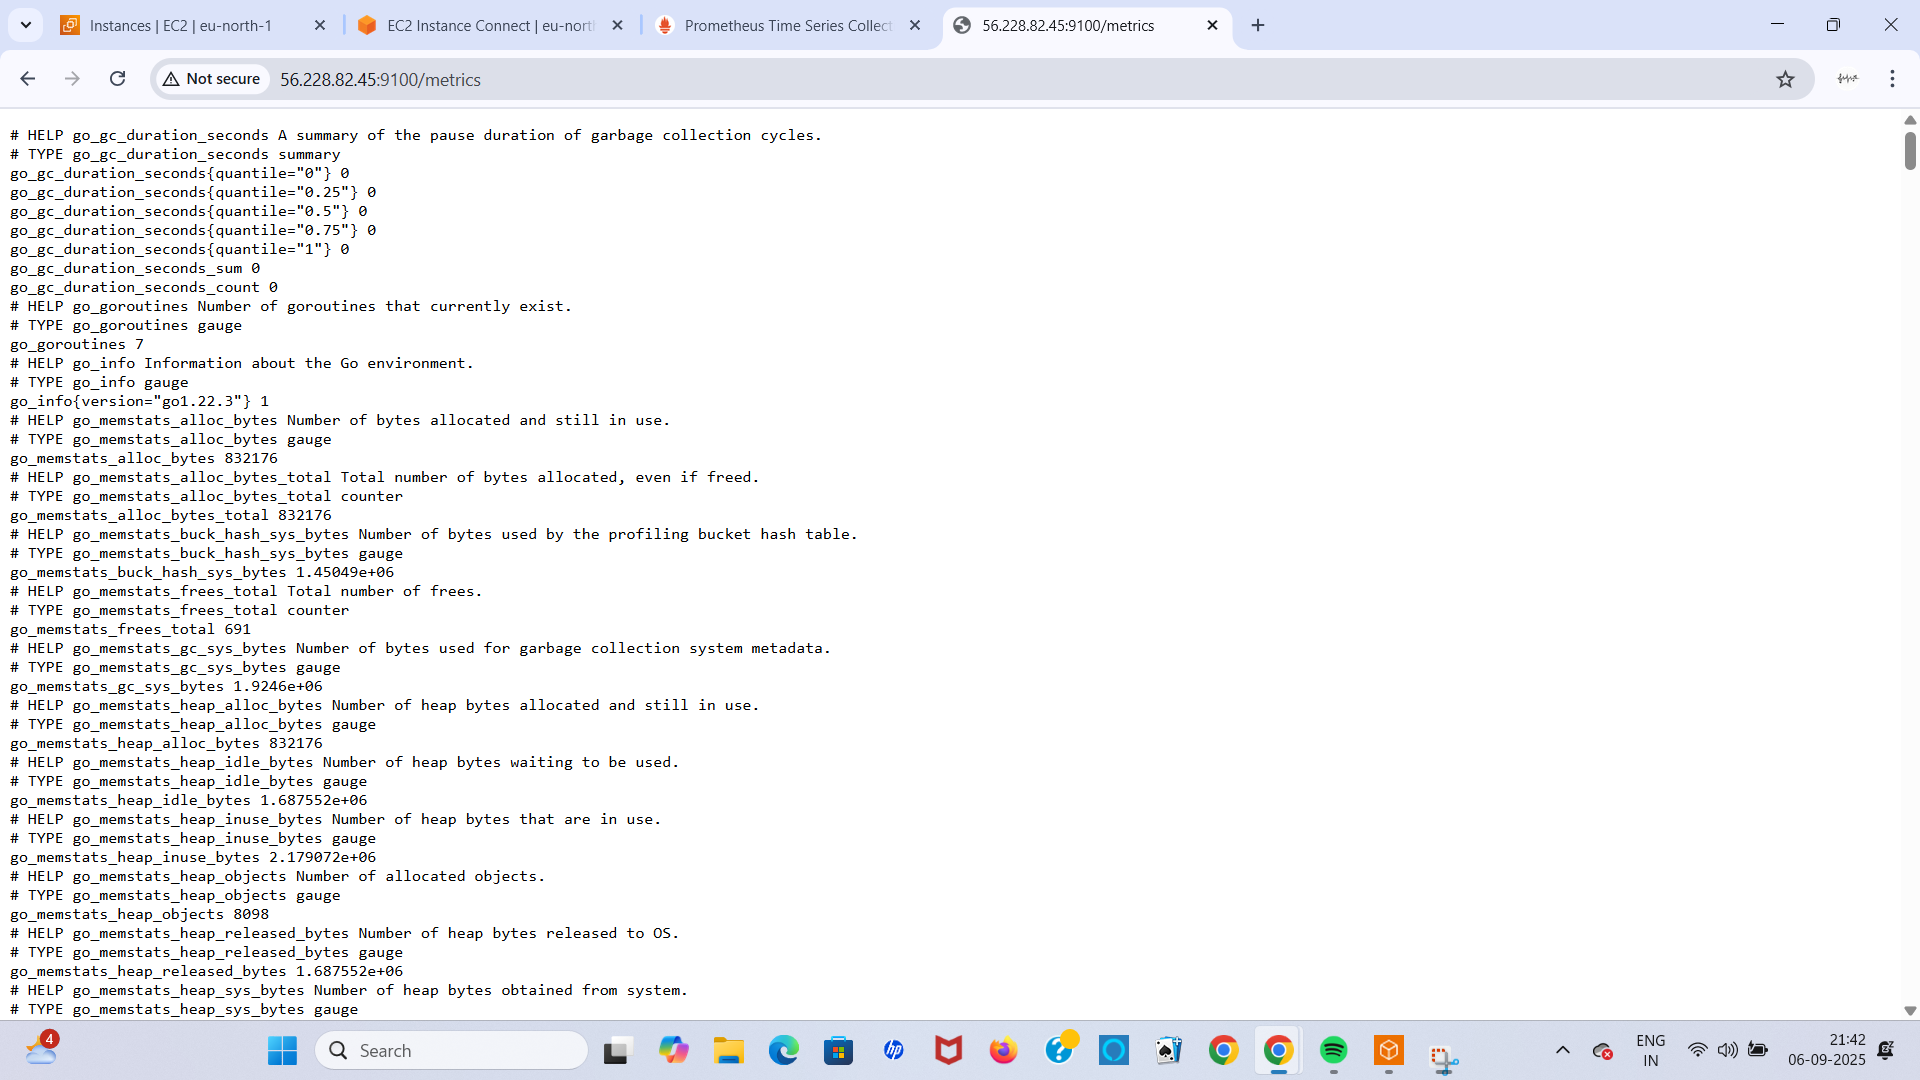 Instances | EC2 | eu-north-1
EC2 Instance Connect | eu-nort
Prometheus Time Series Collect
56.228.82.45:9100/metrics
Not secure
56.228.82.45:9100/metrics
# HELP go_gc_duration_seconds A summary of the pause duration of garbage collection cycles.
# TYPE go_gc_duration_seconds summary
go_gc_duration_seconds{quantile="0"} 0
go_gc_duration_seconds{quantile="0.25"} 0
go_gc_duration_seconds{quantile="0.5"} 0
go_gc_duration_seconds{quantile="0.75"} 0
go_gc_duration_seconds{quantile="1"} 0
go_gc_duration_seconds_sum 0
go_gc_duration_seconds_count 0
# HELP go_goroutines Number of goroutines that currently exist.
# TYPE go_goroutines gauge
go_goroutines 7
# HELP go_info Information about the Go environment.
# TYPE go_info gauge
go_info{version="go1.22.3"} 1
# HELP go_memstats_alloc_bytes Number of bytes allocated and still in use.
# TYPE go_memstats_alloc_bytes gauge
go_memstats_alloc_bytes 832176
# HELP go_memstats_alloc_bytes_total Total number of bytes allocated, even if freed.
# TYPE go_memstats_alloc_bytes_total counter
go_memstats_alloc_bytes_total 832176
# HELP go_memstats_buck_hash_sys_bytes Number of bytes used by the profiling bucket hash table.
# TYPE go_memstats_buck_hash_sys_bytes gauge
go_memstats_buck_hash_sys_bytes 1.45049e+06
# HELP go_memstats_frees_total Total number of frees.
# TYPE go_memstats_frees_total counter
go_memstats_frees_total 691
# HELP go_memstats_gc_sys_bytes Number of bytes used for garbage collection system metadata.
# TYPE go_memstats_gc_sys_bytes gauge
go_memstats_gc_sys_bytes 1.9246e+06
# HELP go_memstats_heap_alloc_bytes Number of heap bytes allocated and still in use.
# TYPE go_memstats_heap_alloc_bytes gauge
go_memstats_heap_alloc_bytes 832176
# HELP go_memstats_heap_idle_bytes Number of heap bytes waiting to be used.
# TYPE go_memstats_heap_idle_bytes gauge
go_memstats_heap_idle_bytes 1.687552e+06
# HELP go_memstats_heap_inuse_bytes Number of heap bytes that are in use.
# TYPE go_memstats_heap_inuse_bytes gauge
go_memstats_heap_inuse_bytes 2.179072e+06
# HELP go_memstats_heap_objects Number of allocated objects.
# TYPE go_memstats_heap_objects gauge
go_memstats_heap_objects 8098
# HELP go_memstats_heap_released_bytes Number of heap bytes released to OS.
# TYPE go_memstats_heap_released_bytes gauge
go_memstats_heap_released_bytes 1.687552e+06
# HELP go_memstats_heap_sys_bytes Number of heap bytes obtained from system.
# TYPE go_memstats_heap_sys_bytes gauge
4
Search
hp
ENG
IN
21:42
06-09-2025